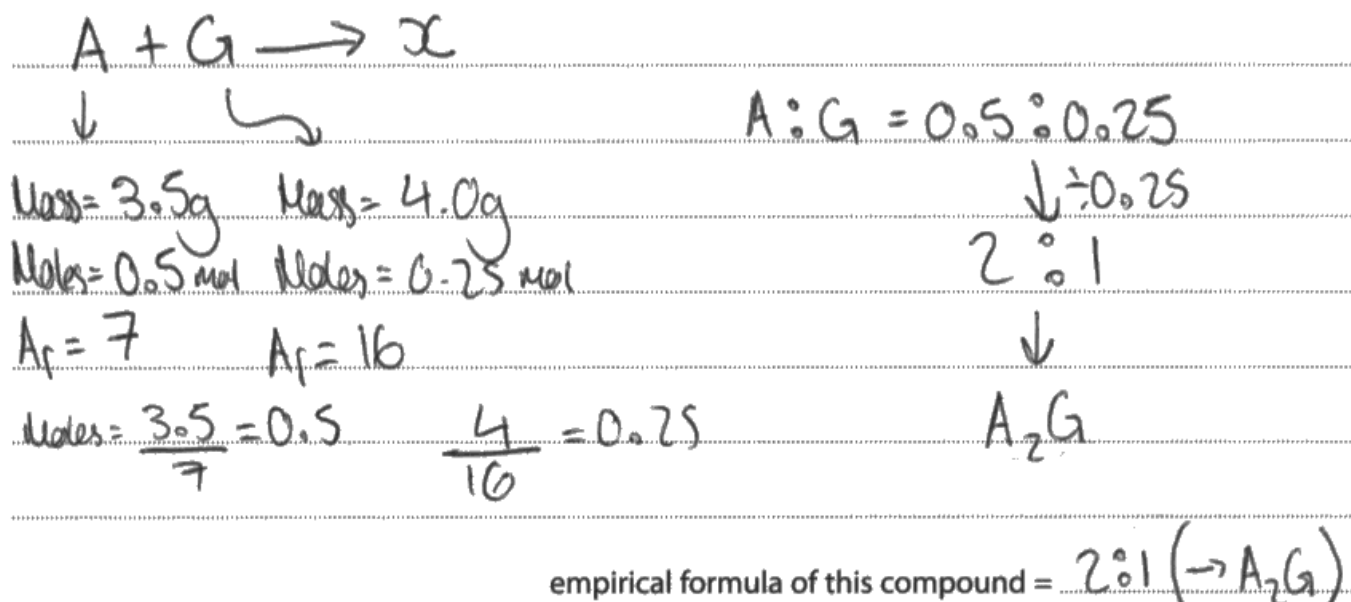 A + G → x
↓ ↘ A : G = 0.5 : 0.25
Mass = 3.5g Mass = 4.0g ↓ ÷0.25
Moles = 0.5 mol Moles = 0.25 mol 2 : 1
Ar = 7 Ar = 16 ↓
Moles = 3.5/7 = 0.5 4/16 = 0.25 A₂G
empirical formula of this compound = 2:1 (→ A₂G)